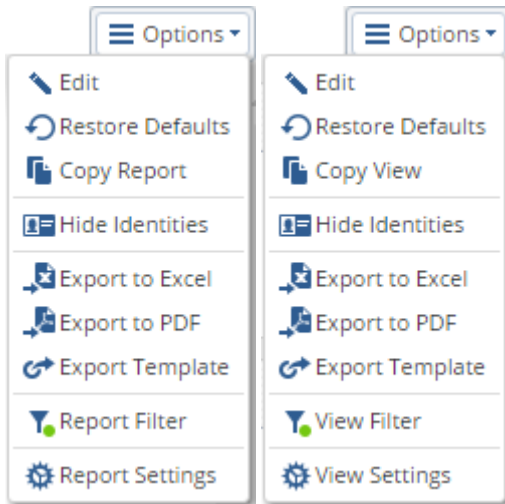 Options
Edit
Restore Defaults
Copy Report
Hide Identities
Export to Excel
Export to PDF
Export Template
Report Filter
Report Settings
Options
Edit
Restore Defaults
Copy View
Hide Identities
Export to Excel
Export to PDF
Export Template
View Filter
View Settings